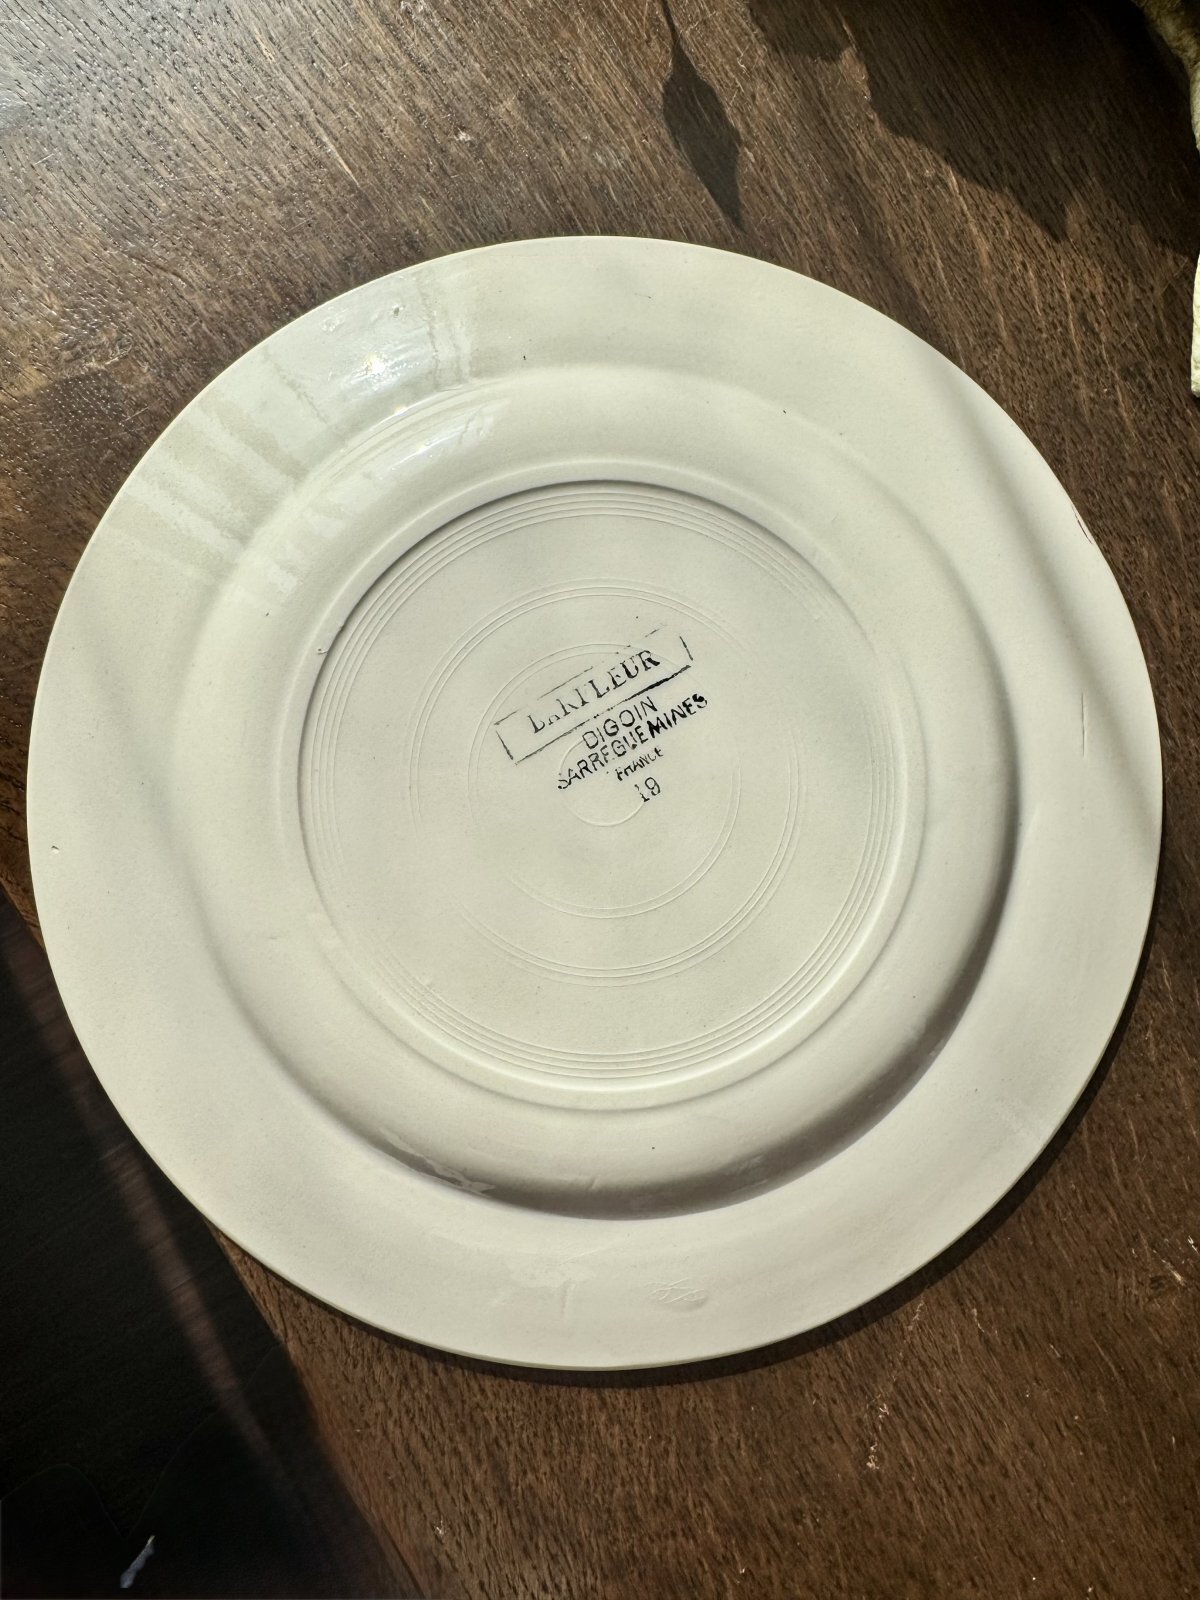 DIGOIN
SARREGUEMINES
FRANCE
19